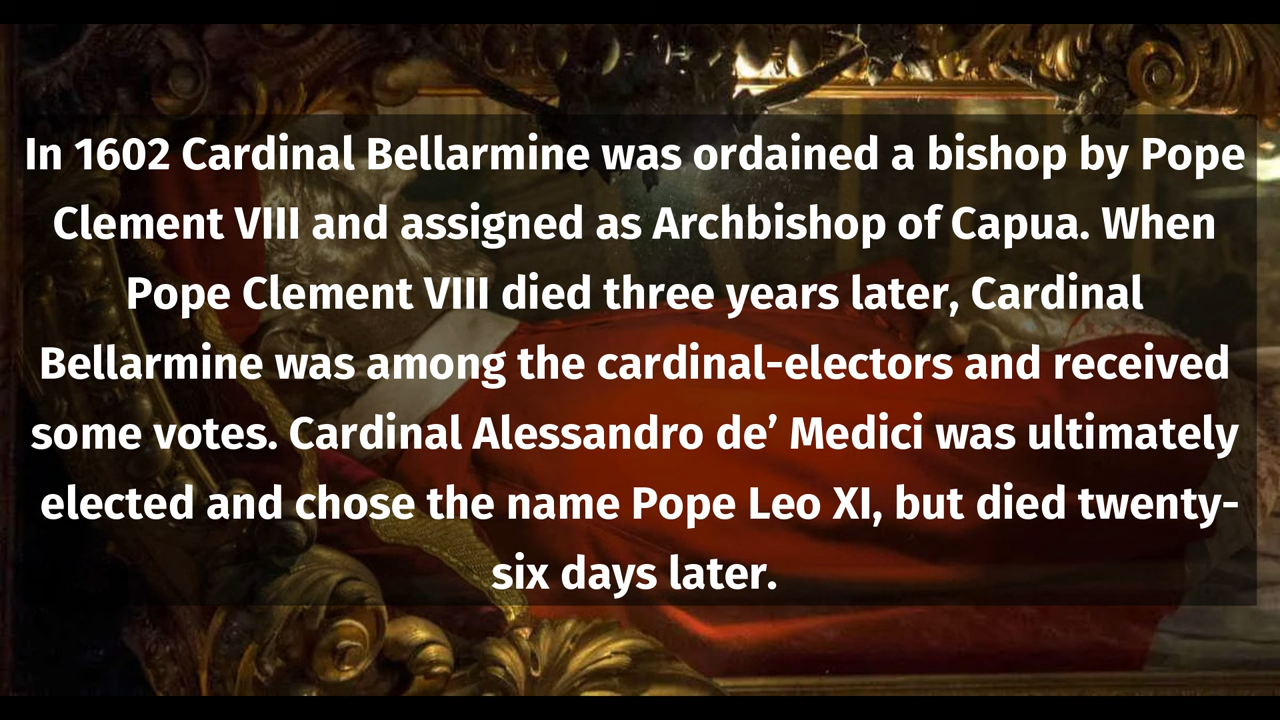 In 1602 Cardinal Bellarmine was ordained a bishop by Pope
Clement VIII and assigned as Archbishop of Capua. When
Pope Clement VIII died three years later, Cardinal
Bellarmine was among the cardinal-electors and received
some votes. Cardinal Alessandro de’ Medici was ultimately
elected and chose the name Pope Leo XI, but died twenty-
six days later.